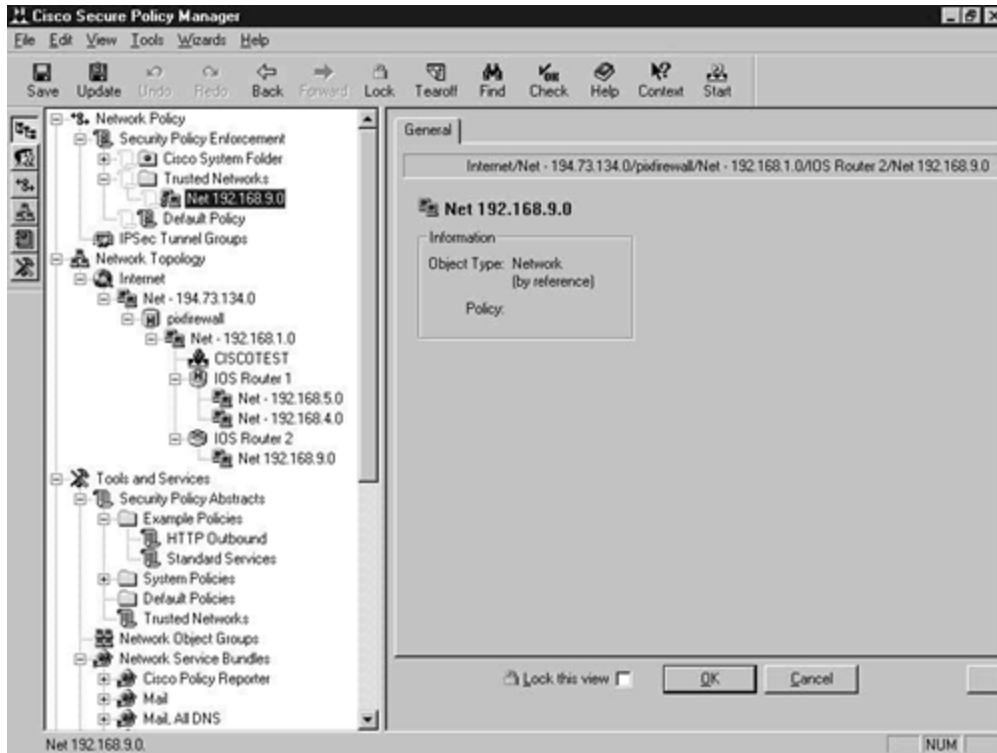 Cisco Secure Policy Manager
File Edit View Tools Wizards Help
Save Update Undo Redo Back Forward Lock Tearoff Find Check Help Context Start
Network Policy
Security Policy Enforcement
Cisco System Folder
Trusted Networks
Net 192.168.9.0
Default Policy
IPSec Tunnel Groups
Network Topology
Internet
Net - 194.73.134.0
pixfirewall
Net - 192.168.1.0
CISCOTEST
IOS Router 1
Net - 192.168.5.0
Net - 192.168.4.0
IOS Router 2
Net 192.168.9.0
Tools and Services
Security Policy Abstracts
Example Policies
HTTP Outbound
Standard Services
System Policies
Default Policies
Trusted Networks
Network Object Groups
Network Service Bundles
Cisco Policy Reporter
Mail
Mail, All DNS
General
Internet/Net - 194.73.134.0/pixfirewall/Net - 192.168.1.0/IOS Router 2/Net 192.168.9.0
Net 192.168.9.0
Information
Object Type: Network
(by reference)
Policy:
Lock this view OK Cancel
Net 192.168.9.0. NUM